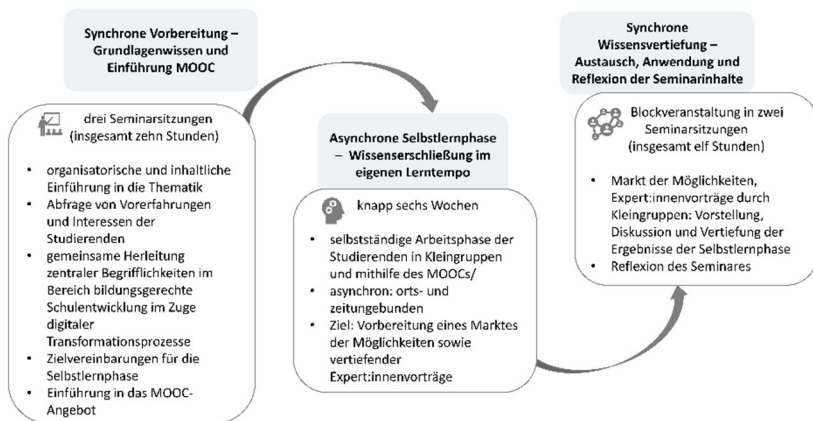 Synchrone Vorbereitung –
Grundlagenwissen und
Einführung MOOC
drei Seminarsitzungen
(insgesamt zehn Stunden)
• organisatorische und inhaltliche
Einführung in die Thematik
• Abfrage von Vorerfahrungen
und Interessen der
Studierenden
• gemeinsame Herleitung
zentraler Begrifflichkeiten im
Bereich bildungsgerechte
Schulentwicklung im Zuge
digitaler
Transformationsprozesse
• Zielvereinbarungen für die
Selbstlernphase
• Einführung in das MOOC-
Angebot
Asynchrone Selbstlernphase
– Wissenserschließung im
eigenen Lerntempo
knapp sechs Wochen
• selbstständige Arbeitsphase der
Studierenden in Kleingruppen
und mithilfe des MOOCs/
• asynchron: orts- und
zeitungebunden
• Ziel: Vorbereitung eines Marktes
der Möglichkeiten sowie
vertiefender
Expert:innenvorträge
Synchrone
Wissensvertiefung –
Austausch, Anwendung und
Reflexion der Seminarinhalte
Blockveranstaltung in zwei
Seminarsitzungen
(insgesamt elf Stunden)
• Markt der Möglichkeiten,
Expert:innenvorträge durch
Kleingruppen: Vorstellung,
Diskussion und Vertiefung der
Ergebnisse der Selbstlernphase
• Reflexion des Seminares